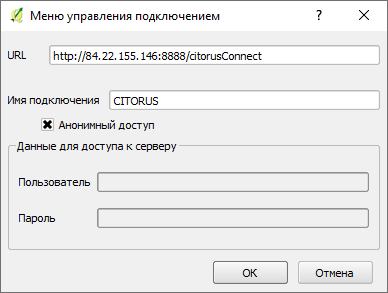 Меню управления подключением
URL http://84.22.155.146:8888/citorusConnect
Имя подключения CITORUS
Анонимный доступ
Данные для доступа к серверу
Пользователь
Пароль
OK Отмена